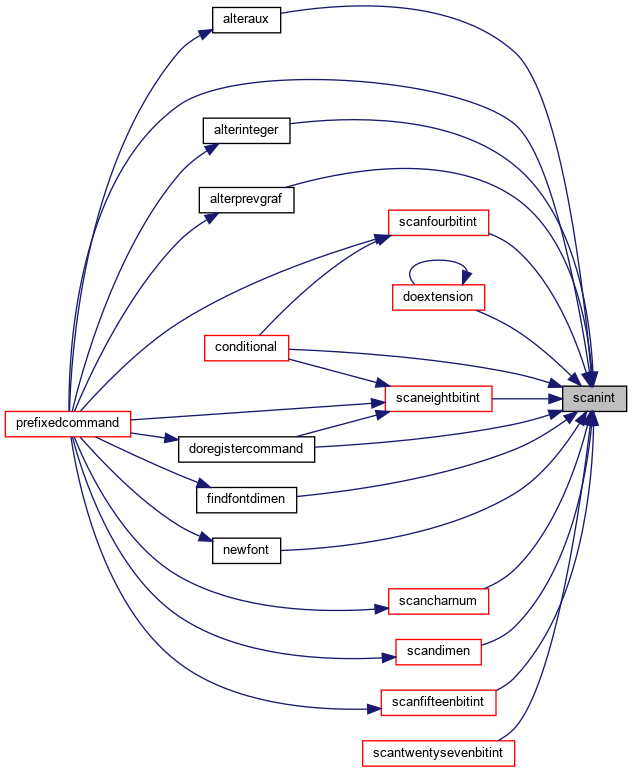 alteraux
alterinteger
alterprevgraf
scanfourbitint
doextension
conditional
scaneightbitint
scanint
prefixedcommand
doregistercommand
findfontdimen
newfont
scancharnum
scandimen
scanfifteenbitint
scantwentysevenbitint